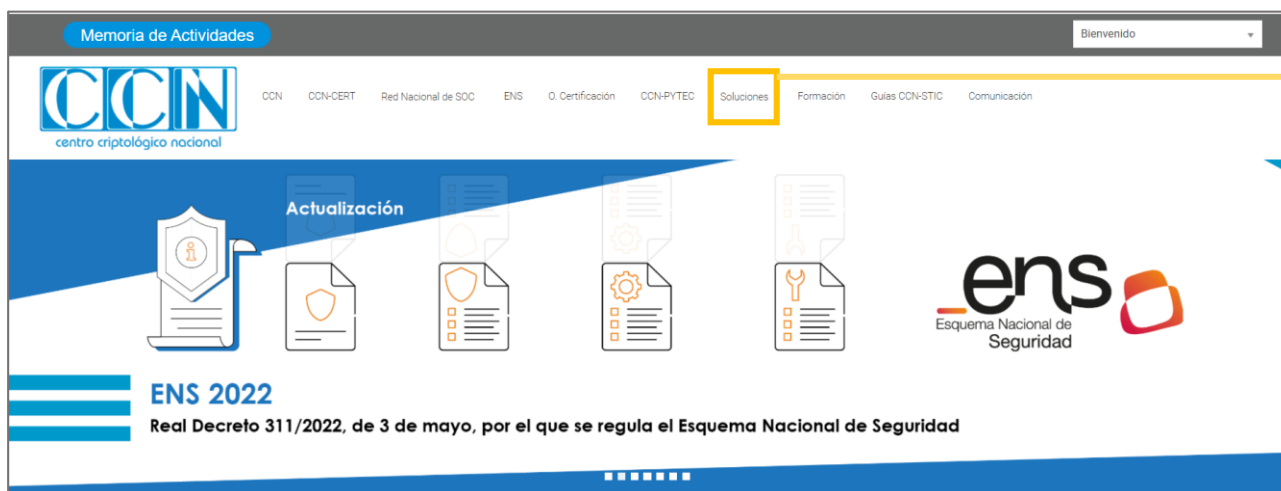 Memoria de Actividades
Bienvenido
CCN
centro criptológico nacional
CCN CCN-CERT Red Nacional de SOC ENS O. Certificación CCN-PYTEC Soluciones Formación Guías CCN-STIC Comunicación
Actualización
ens
Esquema Nacional de
Seguridad
ENS 2022
Real Decreto 311/2022, de 3 de mayo, por el que se regula el Esquema Nacional de Seguridad